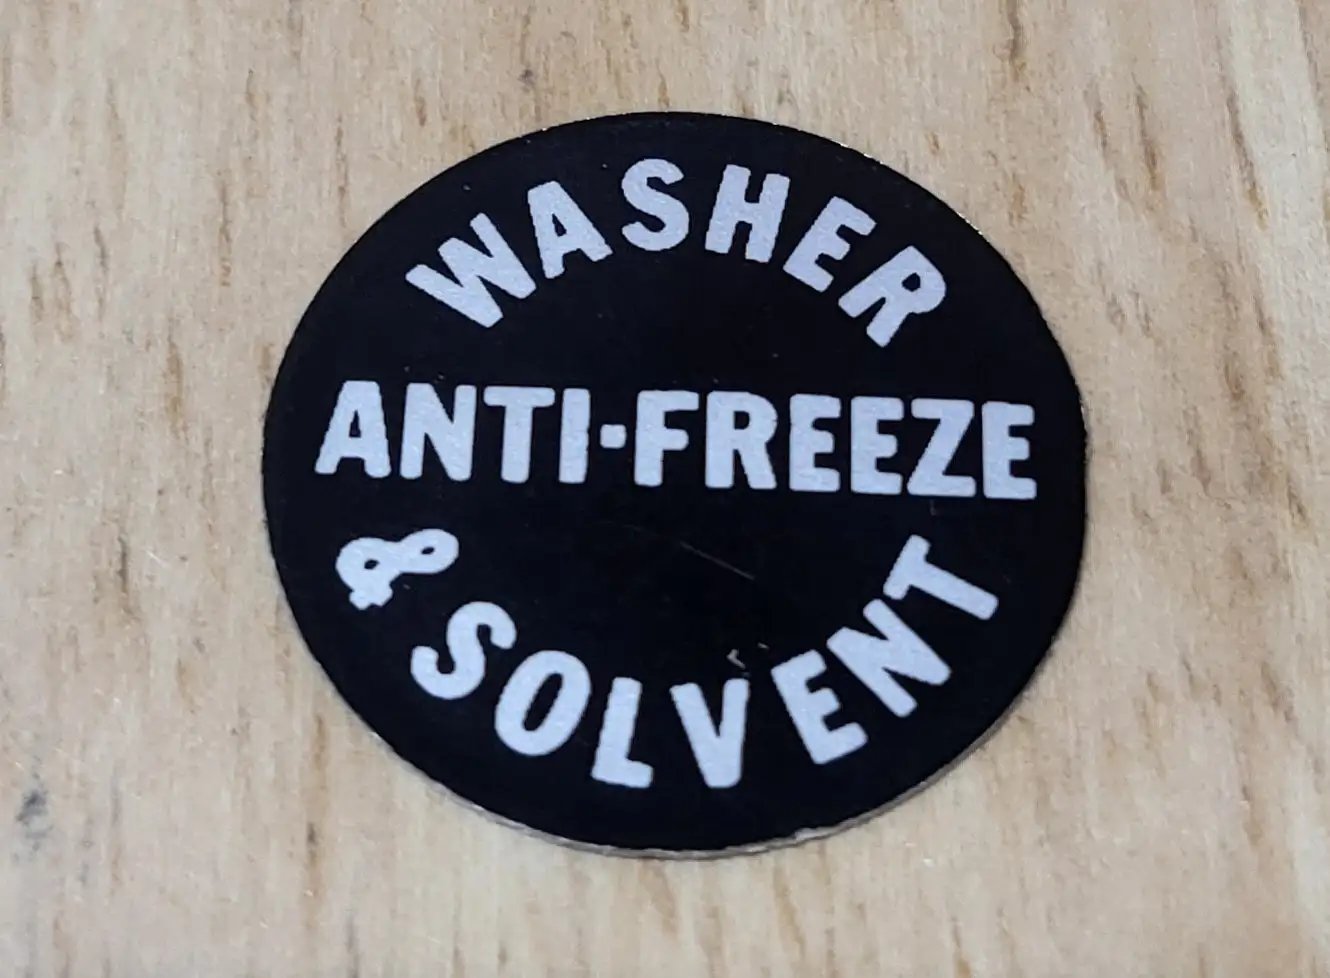 WASHER
ANTI-FREEZE
& SOLVENT